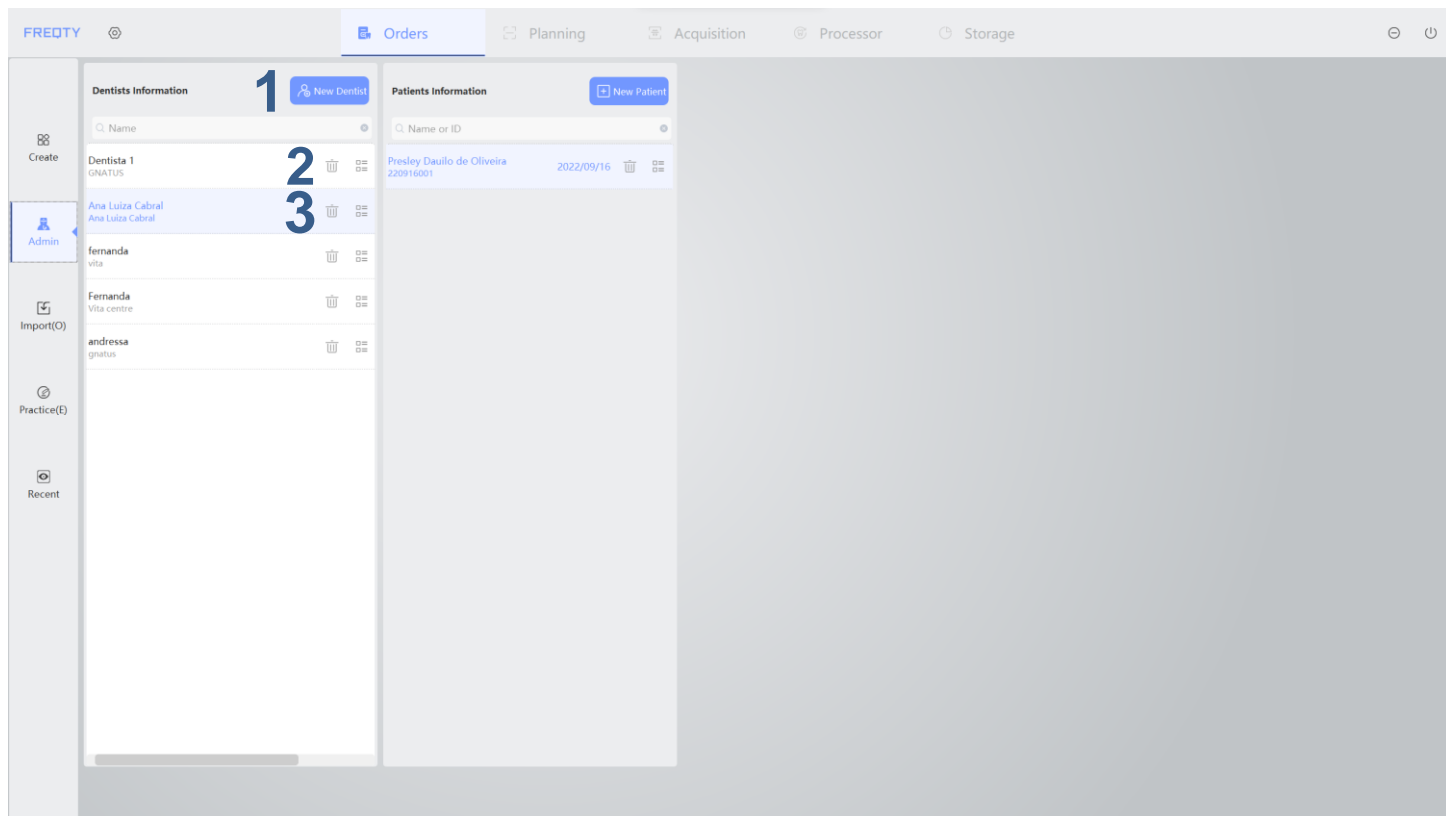 FREQTY
Orders
Planning
Acquisition
Processor
Storage
Create
Admin
Import(O)
Practice(E)
Recent
Dentists Information
1
New Dentist
Name
Dentista 1
GNATUS
2
Ana Luiza Cabral
Ana Luiza Cabral
3
fernanda
vita
Fernanda
Vita centre
andressa
gnatus
Patients Information
New Patient
Name or ID
Presley Dauilo de Oliveira
220916001
2022/09/16